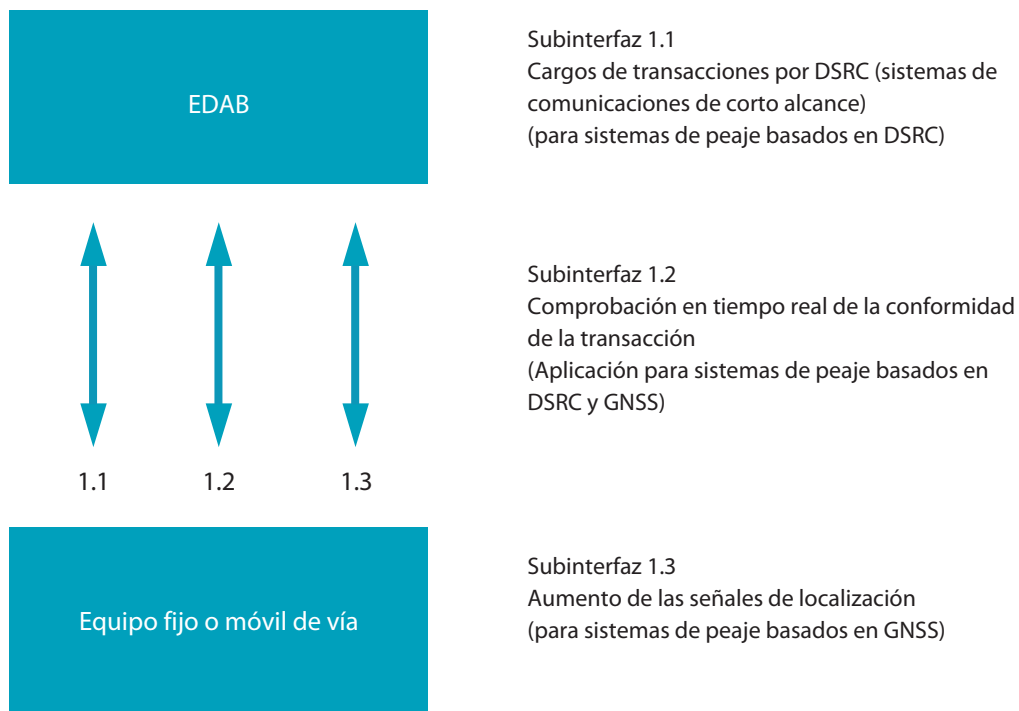 EDAB
Subinterfaz 1.1
Cargos de transacciones por DSRC (sistemas de
comunicaciones de corto alcance)
(para sistemas de peaje basados en DSRC)
Subinterfaz 1.2
Comprobación en tiempo real de la conformidad
de la transacción
(Aplicación para sistemas de peaje basados en
DSRC y GNSS)
1.1
1.2
1.3
Equipo fijo o móvil de vía
Subinterfaz 1.3
Aumento de las señales de localización
(para sistemas de peaje basados en GNSS)